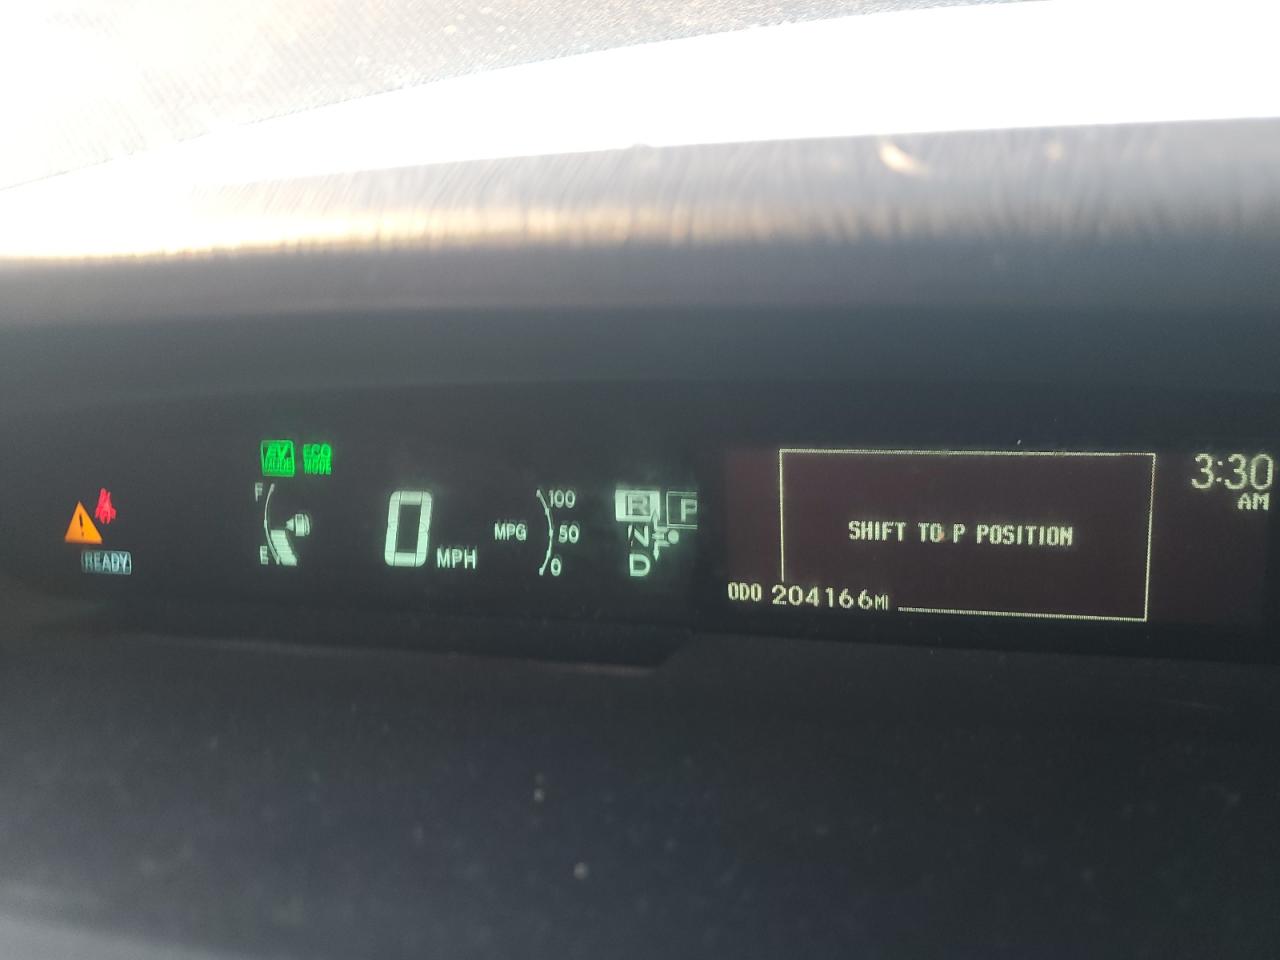 EV
MODE
ECO
MODE
READY
F
E
0 MPH
MPG
100
50
0
R
N
D
P
SHIFT TO P POSITION
ODO 204166MI
3:30
AM